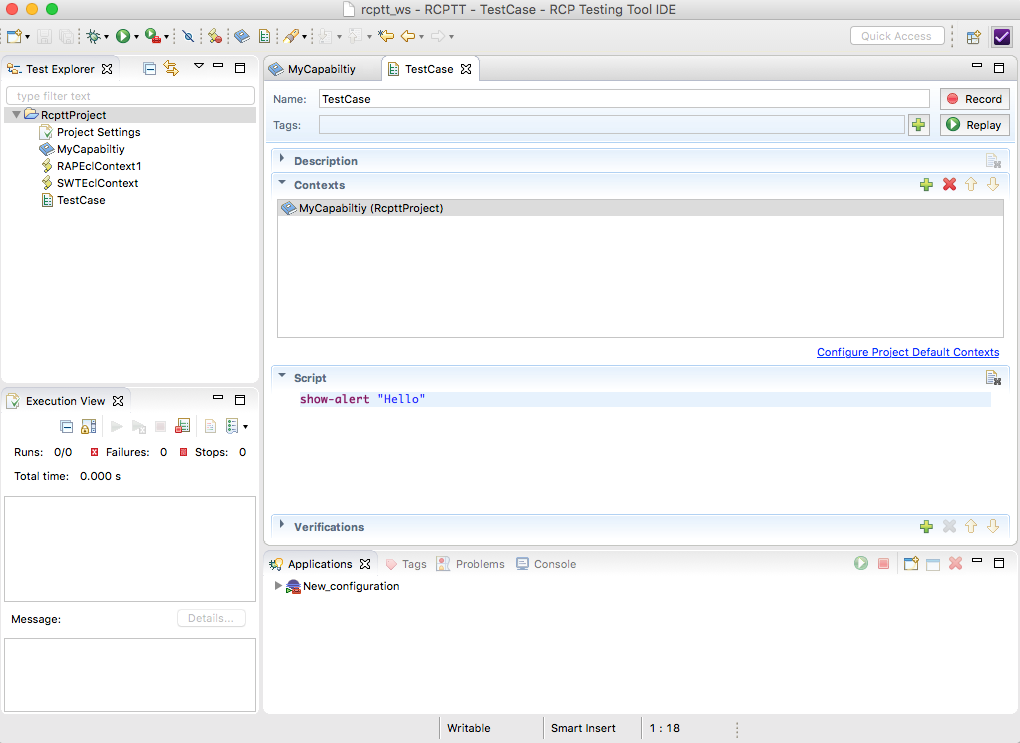 rcptt_ws - RCPTT - TestCase - RCP Testing Tool IDE
Quick Access
Test Explorer
type filter text
RcpttProject
Project Settings
MyCapabiltiy
RAPEclContext1
SWTEclContext
TestCase
MyCapabiltiy
TestCase
Name:
TestCase
Record
Tags:
Replay
Description
Contexts
MyCapabiltiy (RcpttProject)
Configure Project Default Contexts
Script
show-alert "Hello"
Verifications
Execution View
Runs: 0/0 Failures: 0 Stops: 0
Total time: 0.000 s
Message:
Details...
Applications
Tags
Problems
Console
New_configuration
Writable
Smart Insert
1 : 18